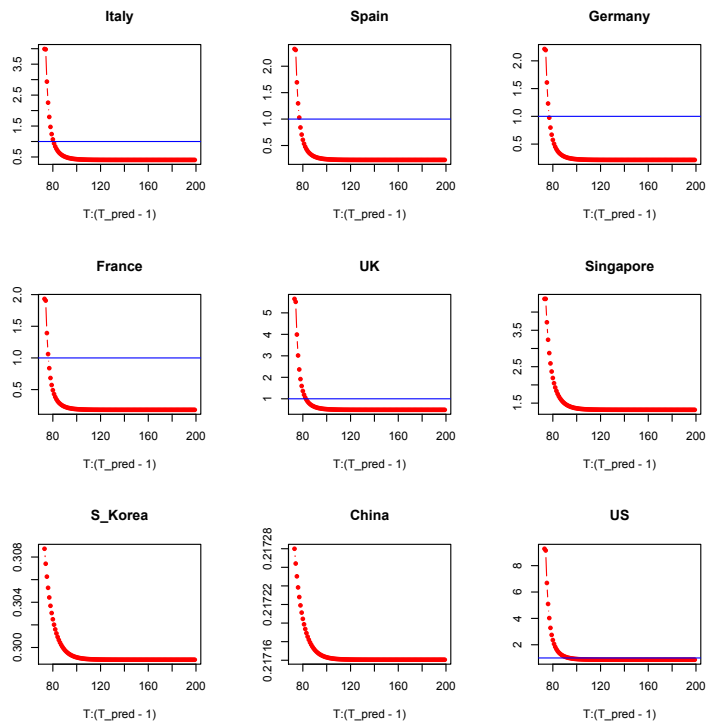 Italy
0.5 1.5 2.5 3.5
80 120 160 200
T:(T_pred - 1)
Spain
0.5 1.0 1.5 2.0
80 120 160 200
T:(T_pred - 1)
Germany
0.5 1.0 1.5 2.0
80 120 160 200
T:(T_pred - 1)
France
0.5 1.0 1.5 2.0
80 120 160 200
T:(T_pred - 1)
UK
1 2 3 4 5
80 120 160 200
T:(T_pred - 1)
Singapore
1.5 2.5 3.5
80 120 160 200
T:(T_pred - 1)
S_Korea
0.300 0.304 0.308
80 120 160 200
T:(T_pred - 1)
China
0.21716 0.21722 0.21728
80 120 160 200
T:(T_pred - 1)
US
2 4 6 8
80 120 160 200
T:(T_pred - 1)